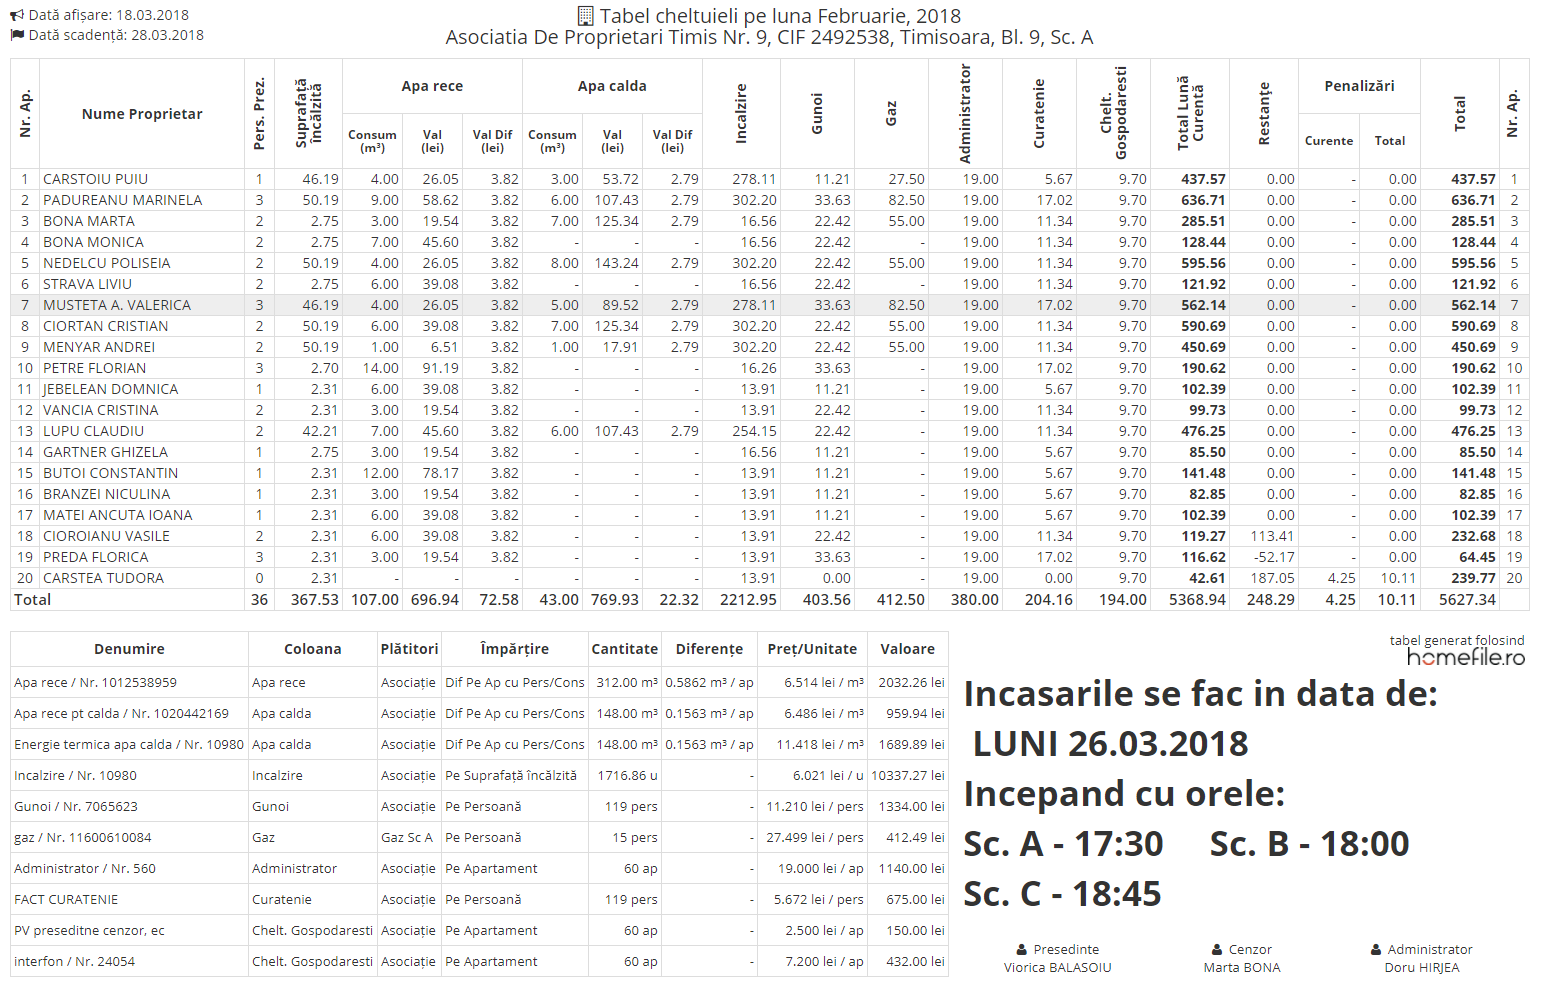 Dată afișare: 18.03.2018
Dată scadență: 28.03.2018
Tabel cheltuieli pe luna Februarie, 2018
Asociatia De Proprietari Timis Nr. 9, CIF 2492538, Timisoara, Bl. 9, Sc. A
Nr. Ap. Nume Proprietar Pers. Prez. Suprafață încălzită Apa rece Apa calda Incalzire Gunoi Gaz Administrator Curatenie Chelt. Gospodaresti Total Lună Curentă Restanțe Penalizări Total Nr. Ap.
Consum (m³) Val (lei) Val Dif (lei) Consum (m³) Val (lei) Val Dif (lei) Curente Total
1 CARSTOIU PUIU 1 46.19 4.00 26.05 3.82 3.00 53.72 2.79 278.11 11.21 27.50 19.00 5.67 9.70 437.57 0.00 - 0.00 437.57 1
2 PADUREANU MARINELA 3 50.19 9.00 58.62 3.82 6.00 107.43 2.79 302.20 33.63 82.50 19.00 17.02 9.70 636.71 0.00 - 0.00 636.71 2
3 BONA MARTA 2 2.75 3.00 19.54 3.82 7.00 125.34 2.79 16.56 22.42 55.00 19.00 11.34 9.70 285.51 0.00 - 0.00 285.51 3
4 BONA MONICA 2 2.75 7.00 45.60 3.82 - - - 16.56 22.42 - 19.00 11.34 9.70 128.44 0.00 - 0.00 128.44 4
5 NEDELCU POLISEIA 2 50.19 4.00 26.05 3.82 8.00 143.24 2.79 302.20 22.42 55.00 19.00 11.34 9.70 595.56 0.00 - 0.00 595.56 5
6 STRAVA LIVIU 2 2.75 6.00 39.08 3.82 - - - 16.56 22.42 - 19.00 11.34 9.70 121.92 0.00 - 0.00 121.92 6
7 MUSTETA A. VALERICA 3 46.19 4.00 26.05 3.82 5.00 89.52 2.79 278.11 33.63 82.50 19.00 17.02 9.70 562.14 0.00 - 0.00 562.14 7
8 CIORTAN CRISTIAN 2 50.19 6.00 39.08 3.82 7.00 125.34 2.79 302.20 22.42 55.00 19.00 11.34 9.70 590.69 0.00 - 0.00 590.69 8
9 MENYAR ANDREI 2 50.19 1.00 6.51 3.82 1.00 17.91 2.79 302.20 22.42 55.00 19.00 11.34 9.70 450.69 0.00 - 0.00 450.69 9
10 PETRE FLORIAN 3 2.70 14.00 91.19 3.82 - - - 16.26 33.63 - 19.00 17.02 9.70 190.62 0.00 - 0.00 190.62 10
11 JEBELEAN DOMNICA 1 2.31 6.00 39.08 3.82 - - - 13.91 11.21 - 19.00 5.67 9.70 102.39 0.00 - 0.00 102.39 11
12 VANCIA CRISTINA 2 2.31 3.00 19.54 3.82 - - - 13.91 22.42 - 19.00 11.34 9.70 99.73 0.00 - 0.00 99.73 12
13 LUPU CLAUDIU 2 42.21 7.00 45.60 3.82 6.00 107.43 2.79 254.15 22.42 - 19.00 11.34 9.70 476.25 0.00 - 0.00 476.25 13
14 GARTNER GHIZELA 1 2.75 3.00 19.54 3.82 - - - 16.56 11.21 - 19.00 5.67 9.70 85.50 0.00 - 0.00 85.50 14
15 BUTOI CONSTANTIN 1 2.31 12.00 78.17 3.82 - - - 13.91 11.21 - 19.00 5.67 9.70 141.48 0.00 - 0.00 141.48 15
16 BRANZEI NICULINA 1 2.31 3.00 19.54 3.82 - - - 13.91 11.21 - 19.00 5.67 9.70 82.85 0.00 - 0.00 82.85 16
17 MATEI ANCUTA IOANA 1 2.31 6.00 39.08 3.82 - - - 13.91 11.21 - 19.00 5.67 9.70 102.39 0.00 - 0.00 102.39 17
18 CIOROIANU VASILE 2 2.31 6.00 39.08 3.82 - - - 13.91 22.42 - 19.00 11.34 9.70 119.27 113.41 - 0.00 232.68 18
19 PREDA FLORICA 3 2.31 3.00 19.54 3.82 - - - 13.91 33.63 - 19.00 17.02 9.70 116.62 -52.17 - 0.00 64.45 19
20 CARSTEA TUDORA 0 2.31 - - - - - - 13.91 0.00 - 19.00 0.00 9.70 42.61 187.05 4.25 10.11 239.77 20
Total 36 367.53 107.00 696.94 72.58 43.00 769.93 22.32 2212.95 403.56 412.50 380.00 204.16 194.00 5368.94 248.29 4.25 10.11 5627.34
Denumire Coloana Plătitori Împărțire Cantitate Diferențe Preț/Unitate Valoare
Apa rece / Nr. 1012538959 Apa rece Asociație Dif Pe Ap cu Pers/Cons 312.00 m³ 0.5862 m³ / ap 6.514 lei / m³ 2032.26 lei
Apa rece pt calda / Nr. 1020442169 Apa calda Asociație Dif Pe Ap cu Pers/Cons 148.00 m³ 0.1563 m³ / ap 6.486 lei / m³ 959.94 lei
Energie termica apa calda / Nr. 10980 Apa calda Asociație Dif Pe Ap cu Pers/Cons 148.00 m³ 0.1563 m³ / ap 11.418 lei / m³ 1689.89 lei
Incalzire / Nr. 10980 Incalzire Asociație Pe Suprafață încălzită 1716.86 u - 6.021 lei / u 10337.27 lei
Gunoi / Nr. 7065623 Gunoi Asociație Pe Persoană 119 pers - 11.210 lei / pers 1334.00 lei
gaz / Nr. 11600610084 Gaz Gaz Sc A Pe Persoană 15 pers - 27.499 lei / pers 412.49 lei
Administrator / Nr. 560 Administrator Asociație Pe Apartament 60 ap - 19.000 lei / ap 1140.00 lei
FACT CURATENIE Curatenie Asociație Pe Persoană 119 pers - 5.672 lei / pers 675.00 lei
PV preseditne cenzor, ec Chelt. Gospodaresti Asociație Pe Apartament 60 ap - 2.500 lei / ap 150.00 lei
interfon / Nr. 24054 Chelt. Gospodaresti Asociație Pe Apartament 60 ap - 7.200 lei / ap 432.00 lei
tabel generat folosind
homefile.ro
Incasarile se fac in data de:
LUNI 26.03.2018
Incepand cu orele:
Sc. A - 17:30 Sc. B - 18:00
Sc. C - 18:45
Presedinte Cenzor Administrator
Viorica BALASOIU Marta BONA Doru HIRJEA